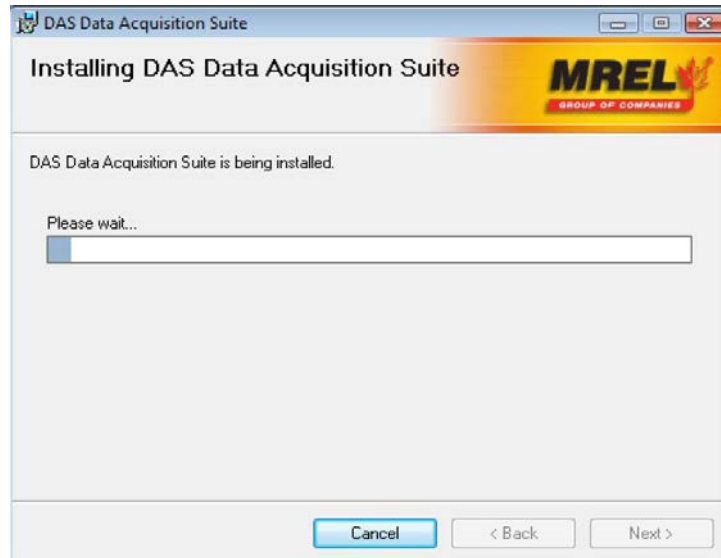 DAS Data Acquisition Suite
Installing DAS Data Acquisition Suite
MREL
GROUP OF COMPANIES
DAS Data Acquisition Suite is being installed.
Please wait...
Cancel
< Back
Next >